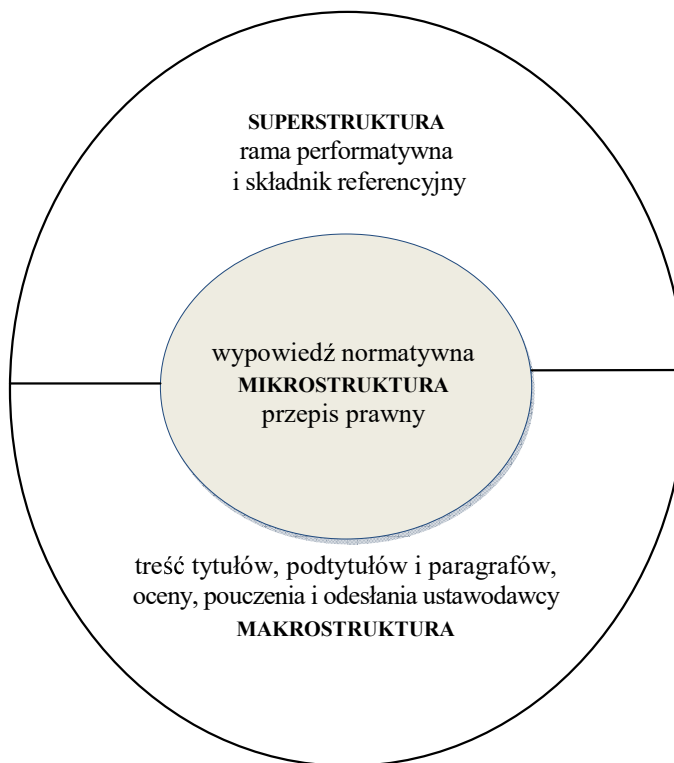 SUPERSTRUKTURA
rama performatywna
i składnik referencyjny
wypowiedź normatywna
MIKROSTRUKTURA
przepis prawny
treść tytułów, podtytułów i paragrafów,
oceny, pouczenia i odesłania ustawodawcy
MAKROSTRUKTURA